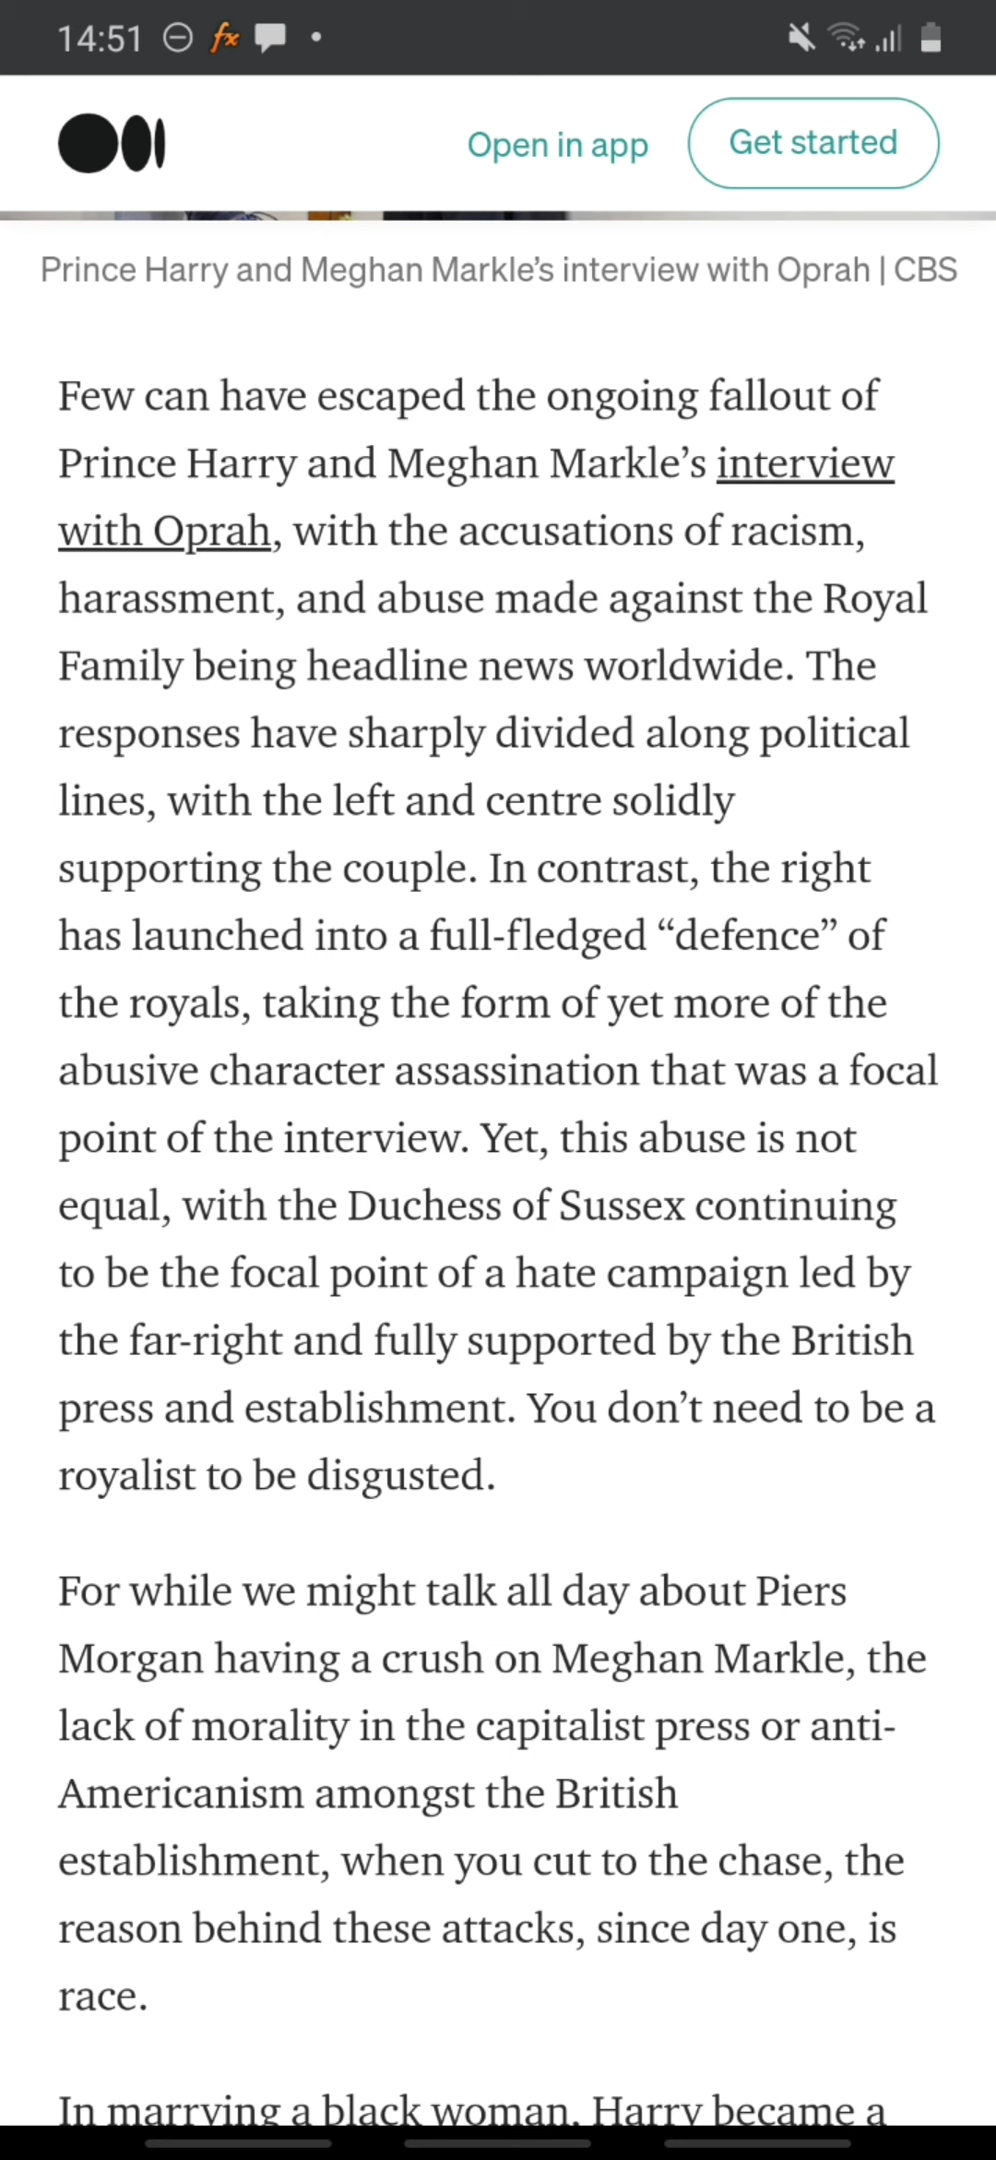 14:51
Open in app
Get started
Prince Harry and Meghan Markle’s interview with Oprah | CBS
Few can have escaped the ongoing fallout of
Prince Harry and Meghan Markle’s interview
with Oprah, with the accusations of racism,
harassment, and abuse made against the Royal
Family being headline news worldwide. The
responses have sharply divided along political
lines, with the left and centre solidly
supporting the couple. In contrast, the right
has launched into a full-fledged “defence” of
the royals, taking the form of yet more of the
abusive character assassination that was a focal
point of the interview. Yet, this abuse is not
equal, with the Duchess of Sussex continuing
to be the focal point of a hate campaign led by
the far-right and fully supported by the British
press and establishment. You don’t need to be a
royalist to be disgusted.
For while we might talk all day about Piers
Morgan having a crush on Meghan Markle, the
lack of morality in the capitalist press or anti-
Americanism amongst the British
establishment, when you cut to the chase, the
reason behind these attacks, since day one, is
race.
In marrying a black woman, Harry became a